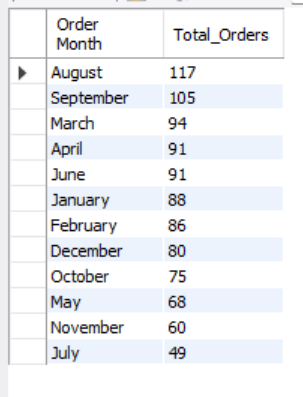 Order Month Total_Orders
August 117
September 105
March 94
April 91
June 91
January 88
February 86
December 80
October 75
May 68
November 60
July 49